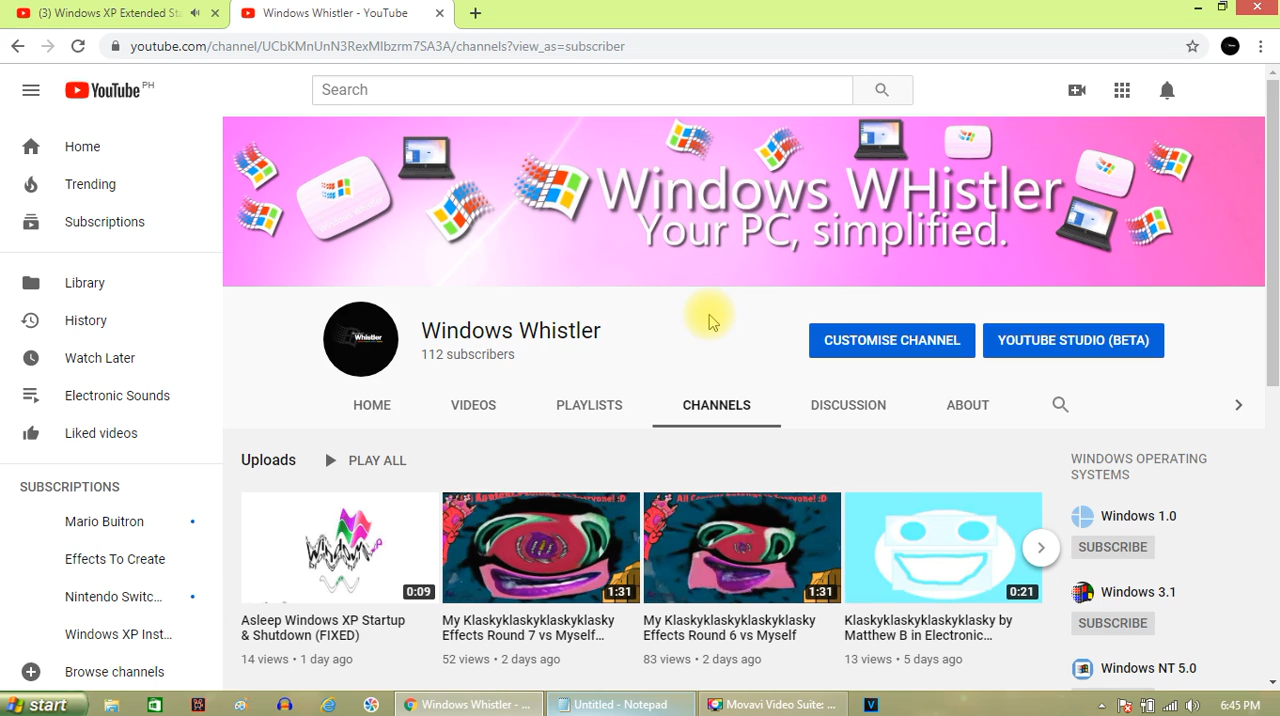 (3) Windows XP Extended Sta
Windows Whistler - YouTube
youtube.com/channel/UCbKMnUnN3RexMIbzrm7SA3A/channels?view_as=subscriber
YouTube PH
Search
Home
Trending
Subscriptions
Library
History
Watch Later
Electronic Sounds
Liked videos
SUBSCRIPTIONS
Mario Buitron
Effects To Create
Nintendo Switc...
Windows XP Inst...
Browse channels
Windows WHistler
Your PC, simplified.
Whistler
Windows Whistler
112 subscribers
CUSTOMISE CHANNEL
YOUTUBE STUDIO (BETA)
HOME
VIDEOS
PLAYLISTS
CHANNELS
DISCUSSION
ABOUT
Uploads
PLAY ALL
0:09
Asleep Windows XP Startup
& Shutdown (FIXED)
14 views • 1 day ago
1:31
My Klaskyklaskyklaskyklasky
Effects Round 7 vs Myself...
52 views • 2 days ago
1:31
My Klaskyklaskyklaskyklasky
Effects Round 6 vs Myself
83 views • 2 days ago
0:21
Klaskyklaskyklaskyklasky by
Matthew B in Electronic...
13 views • 5 days ago
WINDOWS OPERATING
SYSTEMS
Windows 1.0
SUBSCRIBE
Windows 3.1
SUBSCRIBE
Windows NT 5.0
start
Windows Whistler - ...
Untitled - Notepad
Movavi Video Suite: ...
6:45 PM